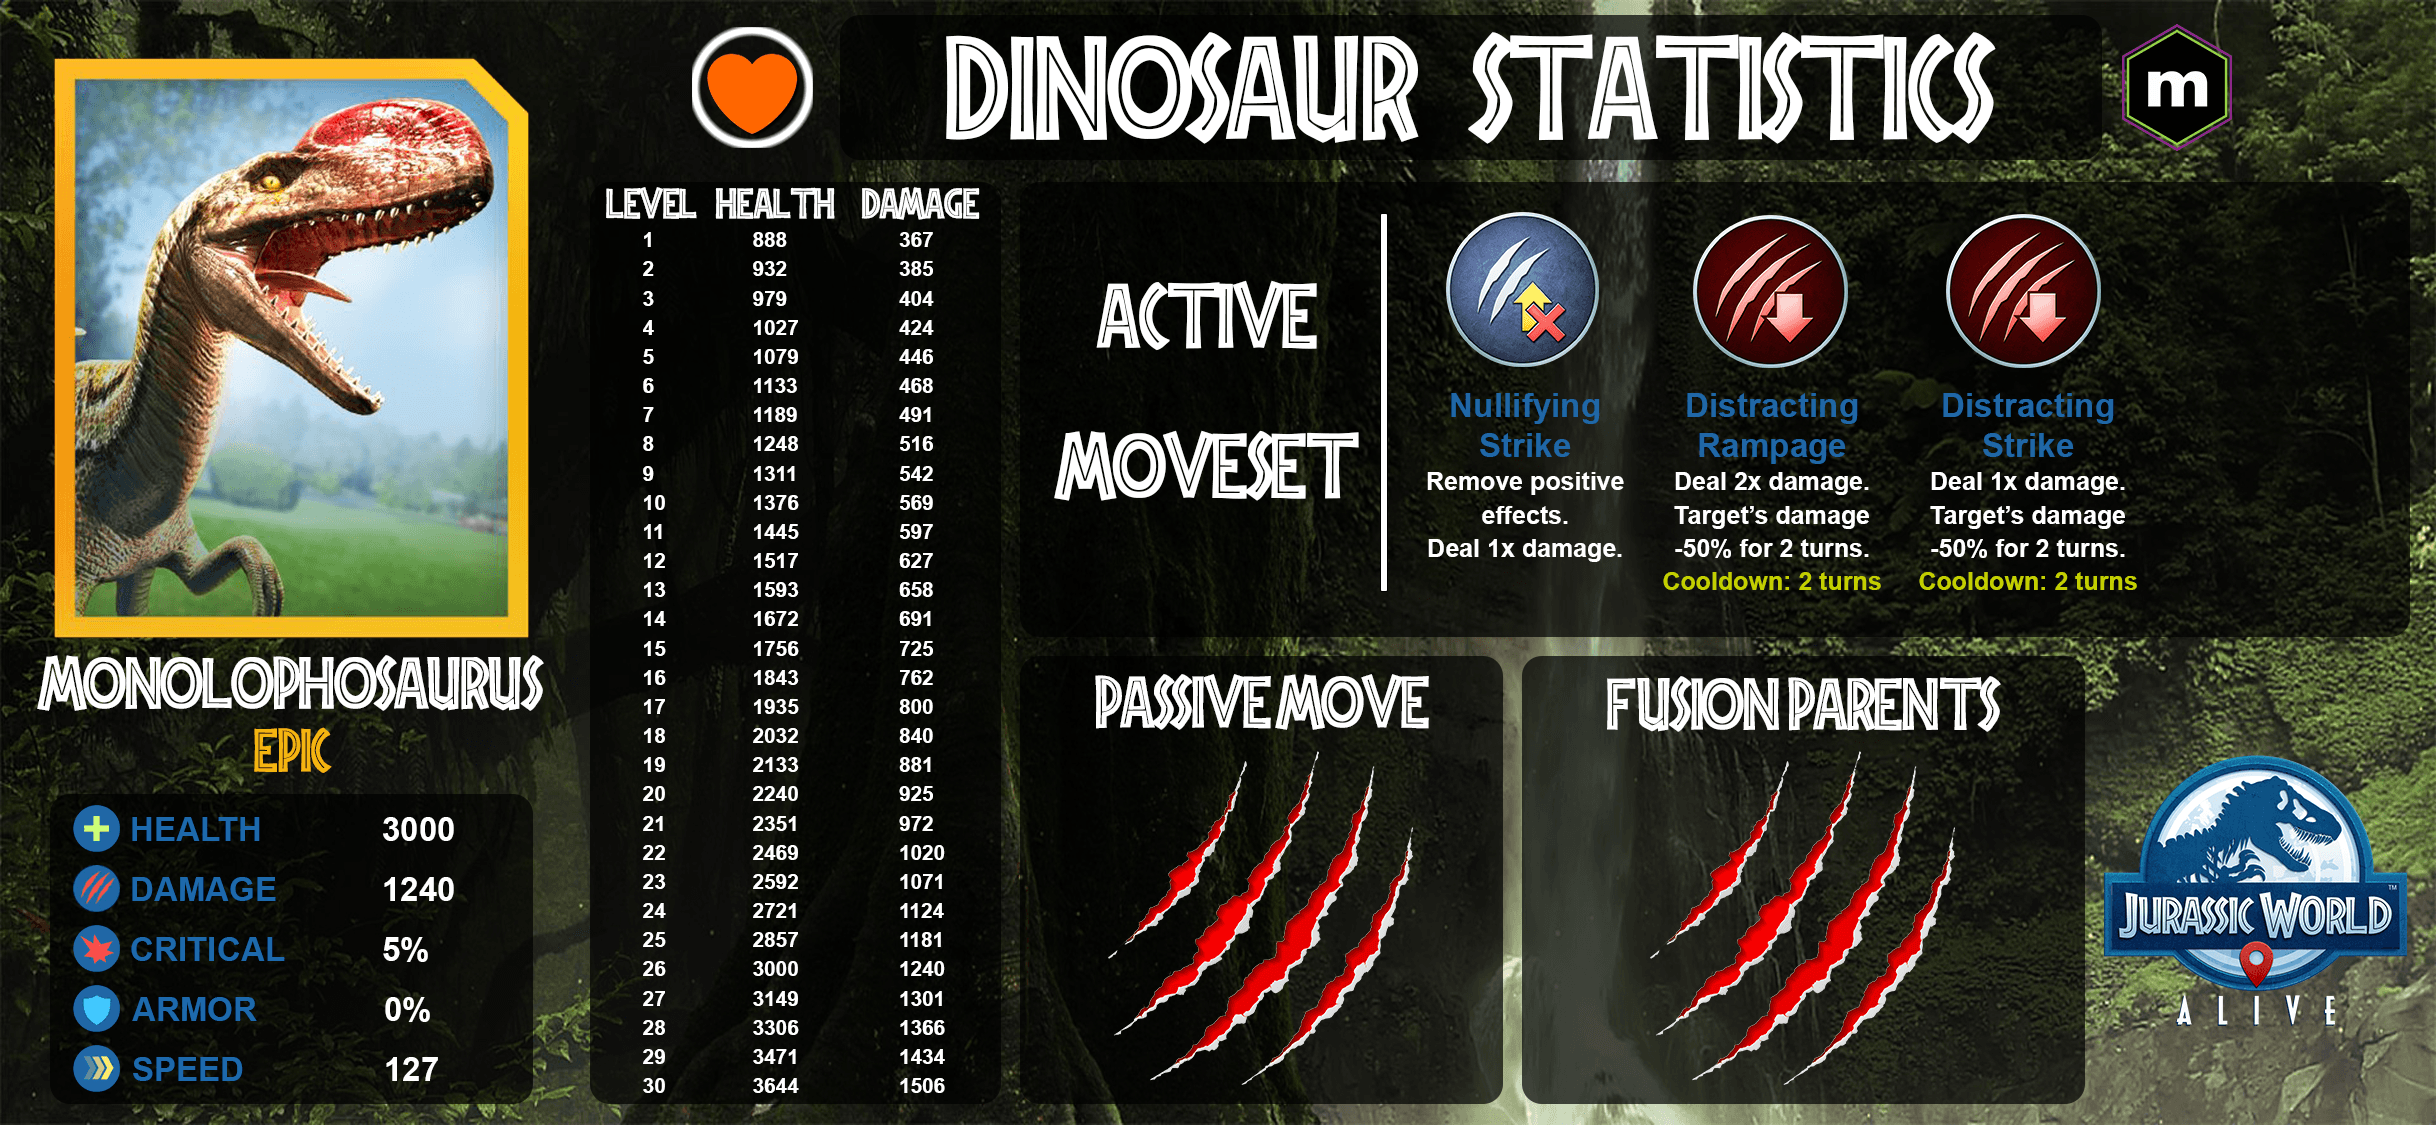 DINOSAUR STATISTICS
m
MONOLOPHOSAURUS
EPIC
HEALTH 3000
DAMAGE 1240
CRITICAL 5%
ARMOR 0%
SPEED 127
LEVEL HEALTH DAMAGE
1 888 367
2 932 385
3 979 404
4 1027 424
5 1079 446
6 1133 468
7 1189 491
8 1248 516
9 1311 542
10 1376 569
11 1445 597
12 1517 627
13 1593 658
14 1672 691
15 1756 725
16 1843 762
17 1935 800
18 2032 840
19 2133 881
20 2240 925
21 2351 972
22 2469 1020
23 2592 1071
24 2721 1124
25 2857 1181
26 3000 1240
27 3149 1301
28 3306 1366
29 3471 1434
30 3644 1506
ACTIVE
MOVESET
Nullifying
Strike
Remove positive
effects.
Deal 1x damage.
Distracting
Rampage
Deal 2x damage.
Target’s damage
-50% for 2 turns.
Cooldown: 2 turns
Distracting
Strike
Deal 1x damage.
Target’s damage
-50% for 2 turns.
Cooldown: 2 turns
PASSIVE MOVE
FUSION PARENTS
JURASSIC WORLD™
ALIVE